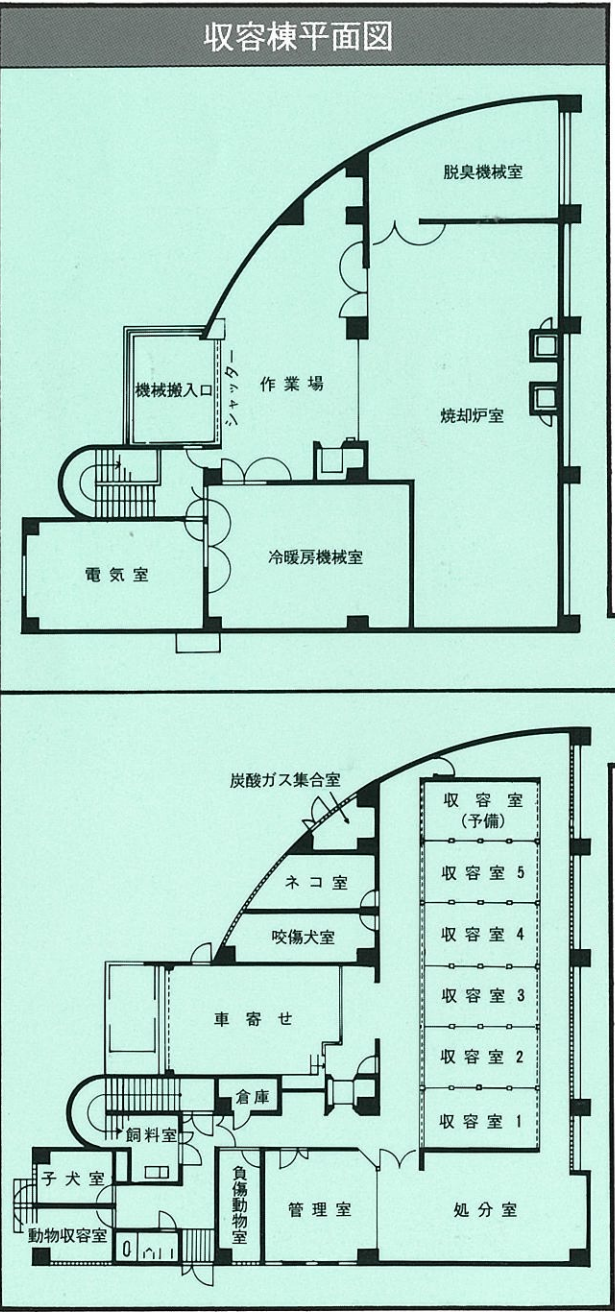 収容棟平面図
脱臭機械室
機械搬入口
シャッター
作業場
焼却炉室
冷暖房機械室
電気室
炭酸ガス集合室
収容室
(予備)
ネコ室
収容室5
咬傷犬室
収容室4
収容室3
車寄せ
収容室2
倉庫
収容室1
飼料室
子犬室
負傷動物室
管理室
処分室
動物収容室